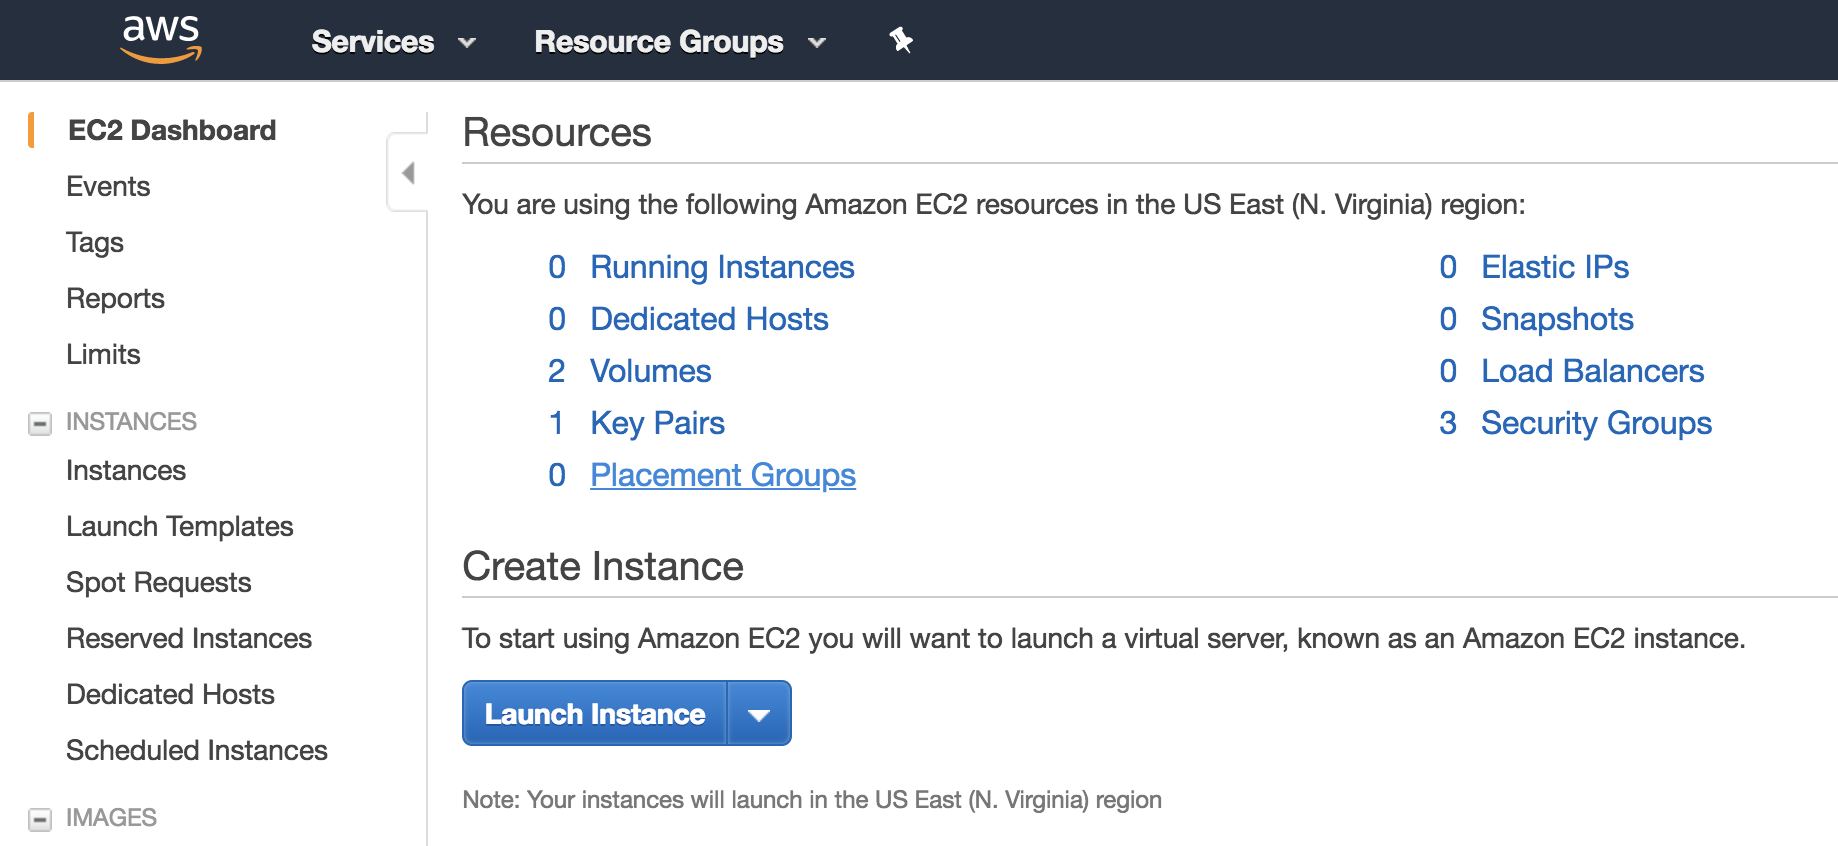 aws
Services
Resource Groups
EC2 Dashboard
Events
Tags
Reports
Limits
INSTANCES
Instances
Launch Templates
Spot Requests
Reserved Instances
Dedicated Hosts
Scheduled Instances
IMAGES
Resources
You are using the following Amazon EC2 resources in the US East (N. Virginia) region:
0 Running Instances
0 Dedicated Hosts
2 Volumes
1 Key Pairs
0 Placement Groups
0 Elastic IPs
0 Snapshots
0 Load Balancers
3 Security Groups
Create Instance
To start using Amazon EC2 you will want to launch a virtual server, known as an Amazon EC2 instance.
Launch Instance
Note: Your instances will launch in the US East (N. Virginia) region